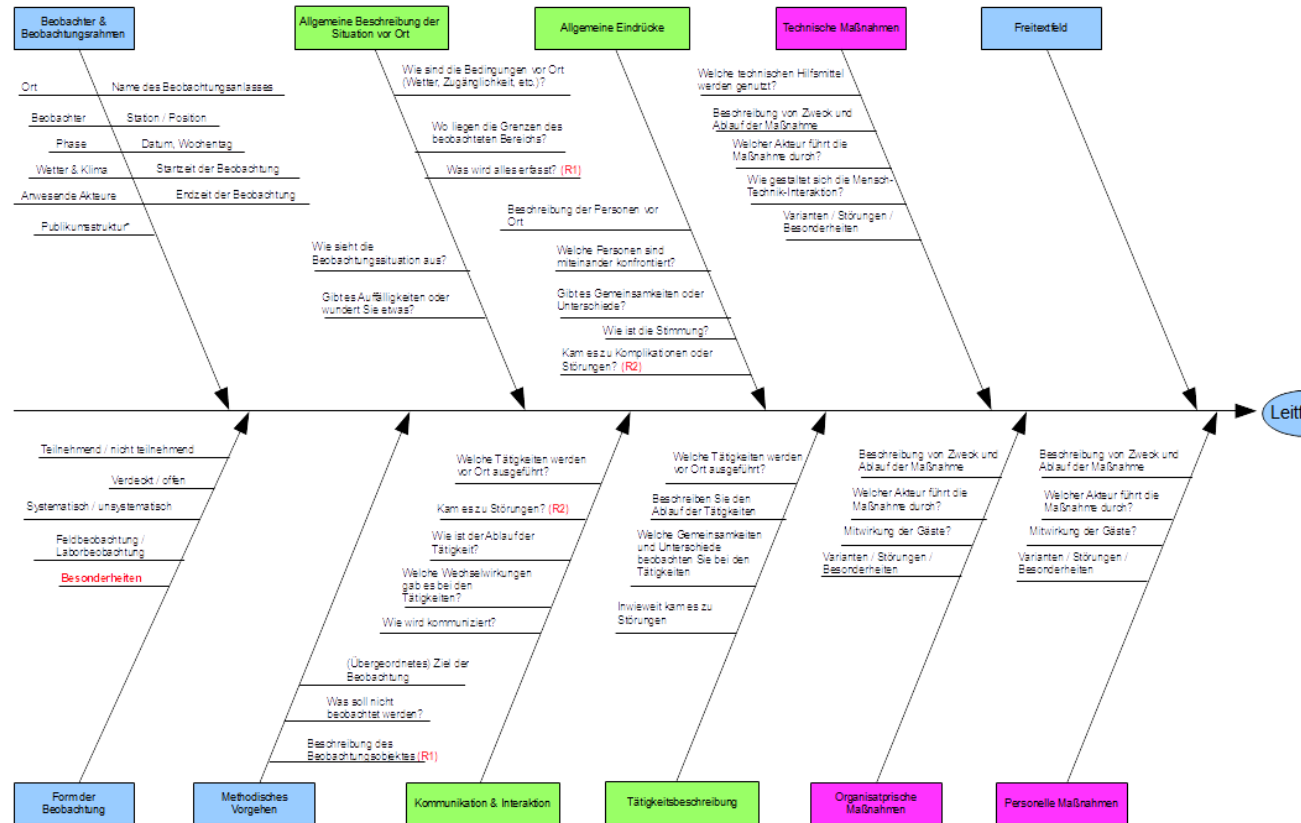 Beobachter &
Beobachtungsrahmen
Allgemeine Beschreibung der
Situation vor Ort
Allgemeine Eindrücke
Technische Maßnahmen
Freitextfeld
Ort
Name des Beobachtungsanlasses
Beobachter
Station / Position
Phase
Datum, Wochentag
Wetter & Klima
Startzeit der Beobachtung
Anwesende Akteure
Endzeit der Beobachtung
Publikumsstruktur*
Wie sind die Bedingungen vor Ort
(Wetter, Zugänglichkeit, etc.)?
Wo liegen die Grenzen des
beobachteten Bereichs?
Was wird alles erfasst? (R1)
Wie sieht die
Beobachtungssituation aus?
Gibt es Auffälligkeiten oder
wundert Sie etwas?
Beschreibung der Personen vor
Ort
Welche Personen sind
miteinander konfrontiert?
Gibt es Gemeinsamkeiten oder
Unterschiede?
Wie ist die Stimmung?
Kam es zu Komplikationen oder
Störungen? (R2)
Welche technischen Hilfsmittel
werden genutzt?
Beschreibung von Zweck und
Ablauf der Maßnahme
Welcher Akteur führt die
Maßnahme durch?
Wie gestaltet sich die Mensch-
Technik-Interaktion?
Varianten / Störungen /
Besonderheiten
Leitf
Teilnehmend / nicht teilnehmend
Verdeckt / offen
Systematisch / unsystematisch
Feldbeobachtung /
Laborbeobachtung
Besonderheiten
(Übergeordnetes) Ziel der
Beobachtung
Was soll nicht
beobachtet werden?
Beschreibung des
Beobachtungsobjektes (R1)
Welche Tätigkeiten werden
vor Ort ausgeführt?
Kam es zu Störungen? (R2)
Wie ist der Ablauf der
Tätigkeit?
Welche Wechselwirkungen
gab es bei den
Tätigkeiten?
Wie wird kommuniziert?
Welche Tätigkeiten werden
vor Ort ausgeführt?
Beschreiben Sie den
Ablauf der Tätigkeiten
Welche Gemeinsamkeiten
und Unterschiede
beobachten Sie bei den
Tätigkeiten
Inwieweit kam es zu
Störungen
Beschreibung von Zweck und
Ablauf der Maßnahme
Welcher Akteur führt die
Maßnahme durch?
Mitwirkung der Gäste?
Varianten / Störungen /
Besonderheiten
Beschreibung von Zweck und
Ablauf der Maßnahme
Welcher Akteur führt die
Maßnahme durch?
Mitwirkung der Gäste?
Varianten / Störungen /
Besonderheiten
Form der
Beobachtung
Methodisches
Vorgehen
Kommunikation & Interaktion
Tätigkeitsbeschreibung
Organisatprische
Maßnahmen
Personelle Maßnahmen